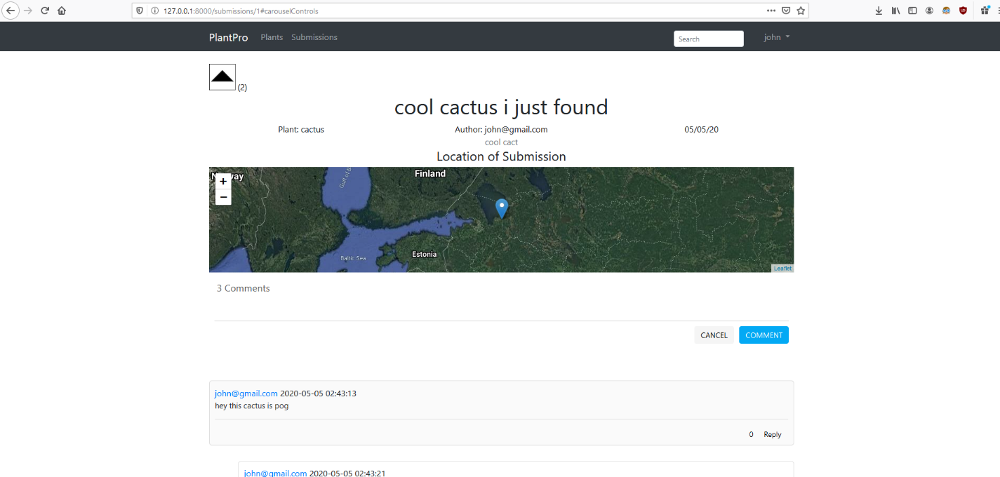 127.0.0.1:8000/submissions/1#carouselControls
PlantPro Plants Submissions Search john
(2)
cool cactus i just found
Plant: cactus Author: john@gmail.com 05/05/20
cool cact
Location of Submission
+
−
way
Gulf of B
Finland
Estonia
Baltic Sea
Leaflet
3 Comments
CANCEL COMMENT
john@gmail.com 2020-05-05 02:43:13
hey this cactus is pog
0 Reply
john@gmail.com 2020-05-05 02:43:21